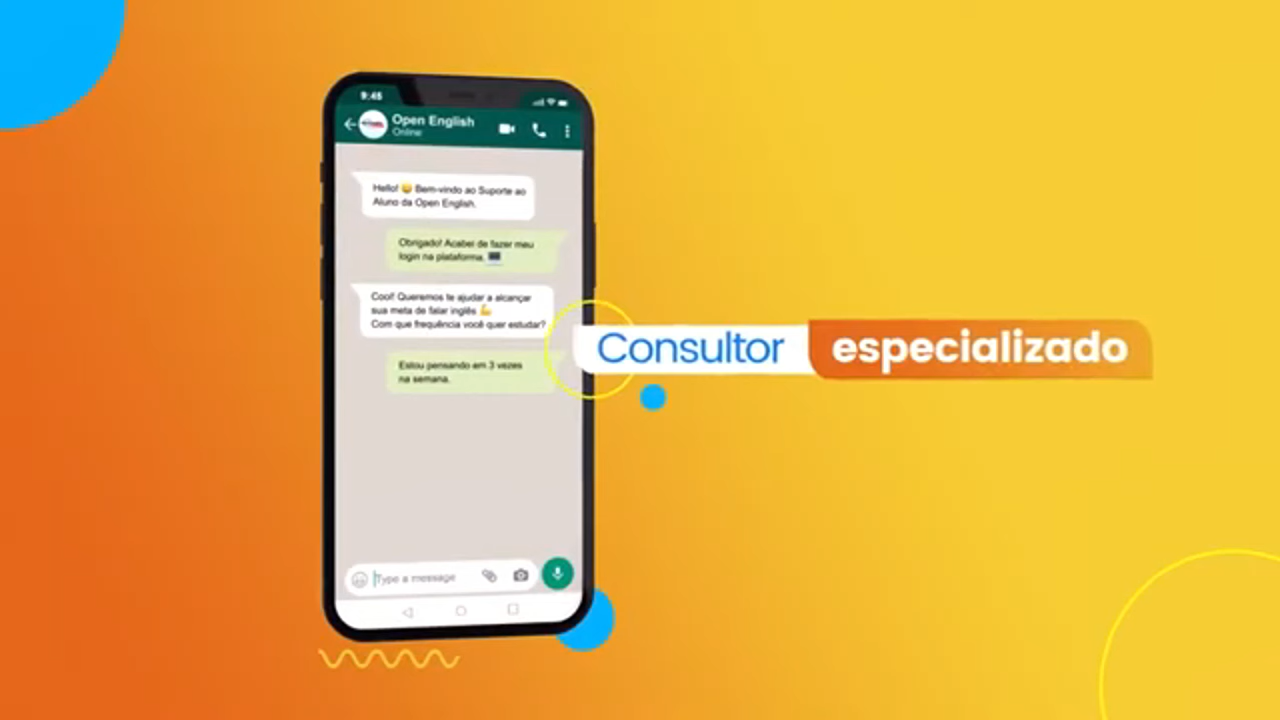 9:45
Open English
Online
Hello! 😀 Bem-vindo ao Suporte ao
Aluno da Open English.
Obrigado! Acabei de fazer meu
login na plataforma. 💻
Cool! Queremos te ajudar a alcançar
sua meta de falar inglês 💪
Com que frequência você quer estudar?
Estou pensando em 3 vezes
na semana.
Consultor especializado
Type a message